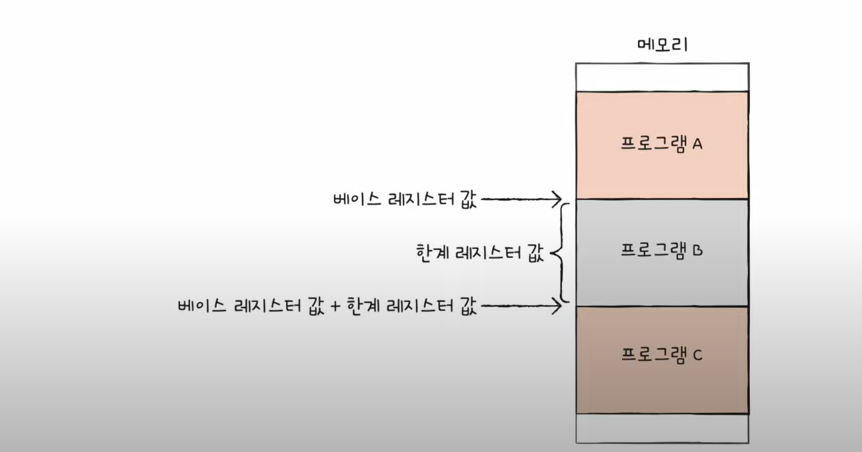 메모리
프로그램 A
베이스 레지스터 값
한계 레지스터 값
프로그램 B
베이스 레지스터 값 + 한계 레지스터 값
프로그램 C